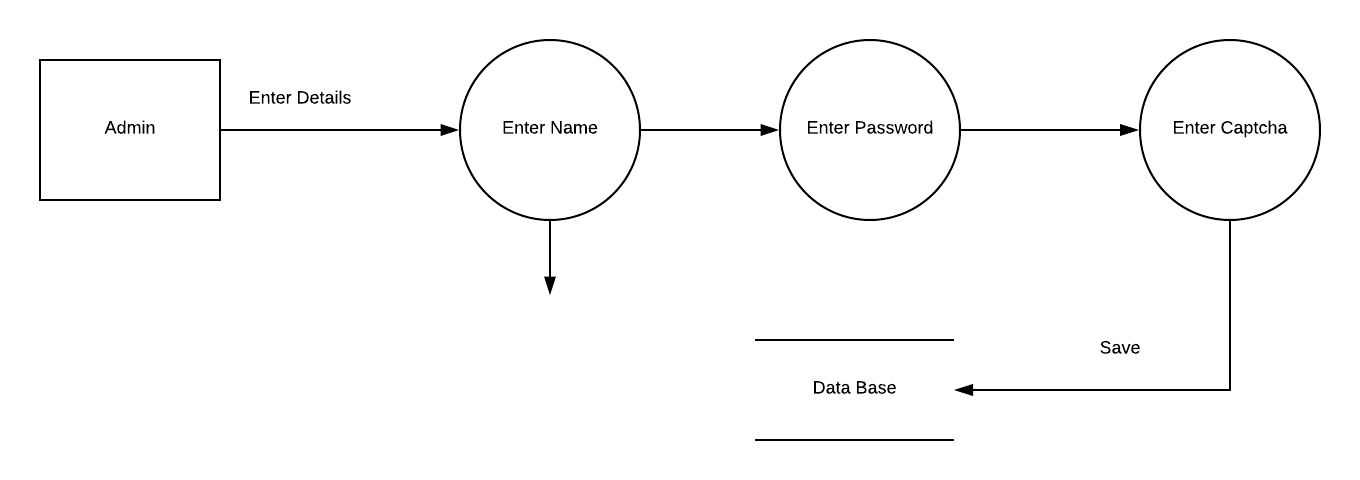 Admin
Enter Details
Enter Name
Enter Password
Enter Captcha
Save
Data Base